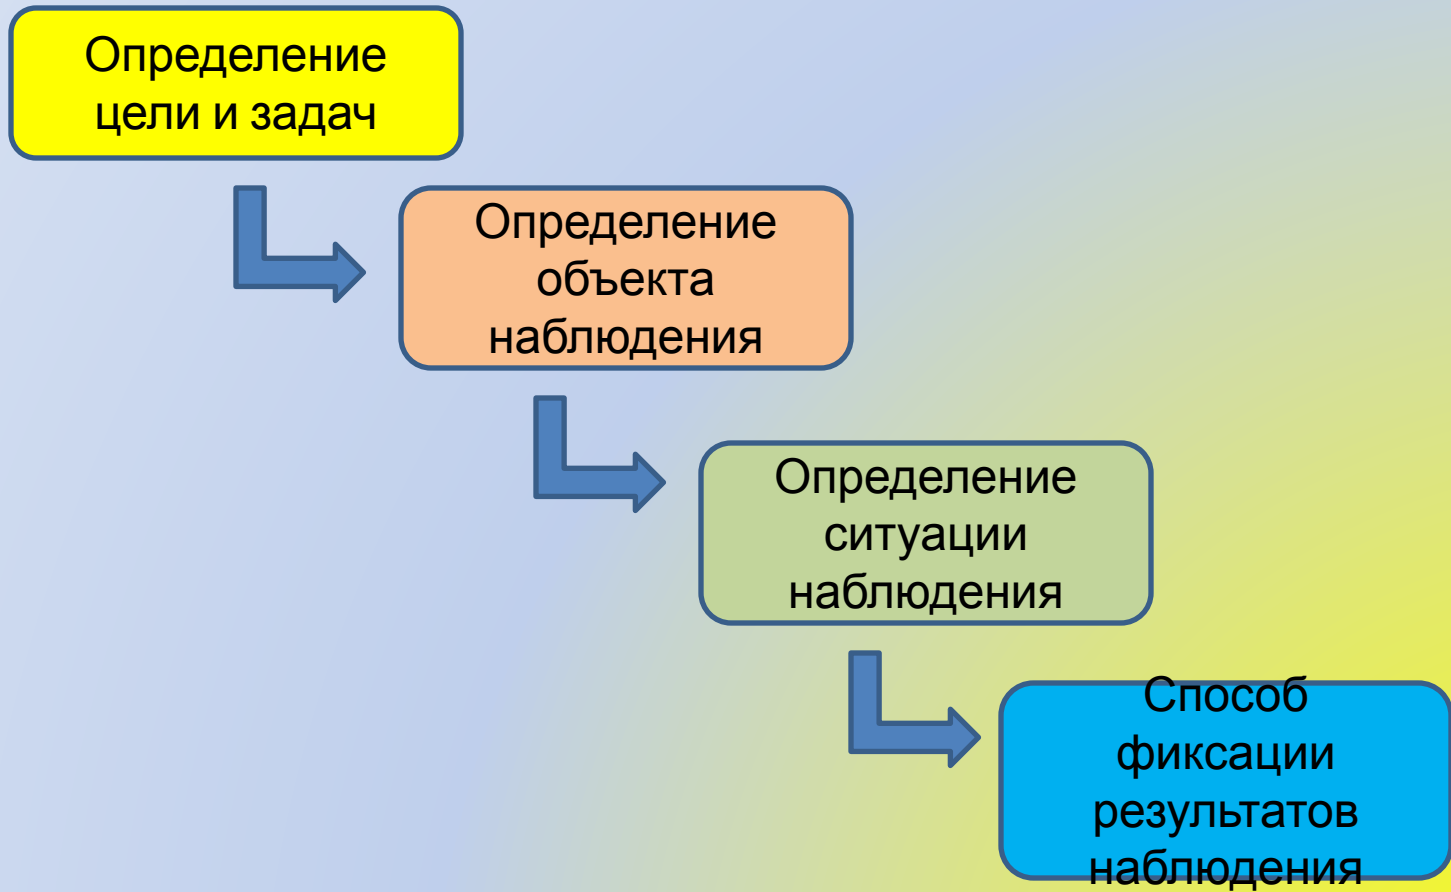 Определение
цели и задач
Определение
объекта
наблюдения
Определение
ситуации
наблюдения
Способ
фиксации
результатов
наблюдения